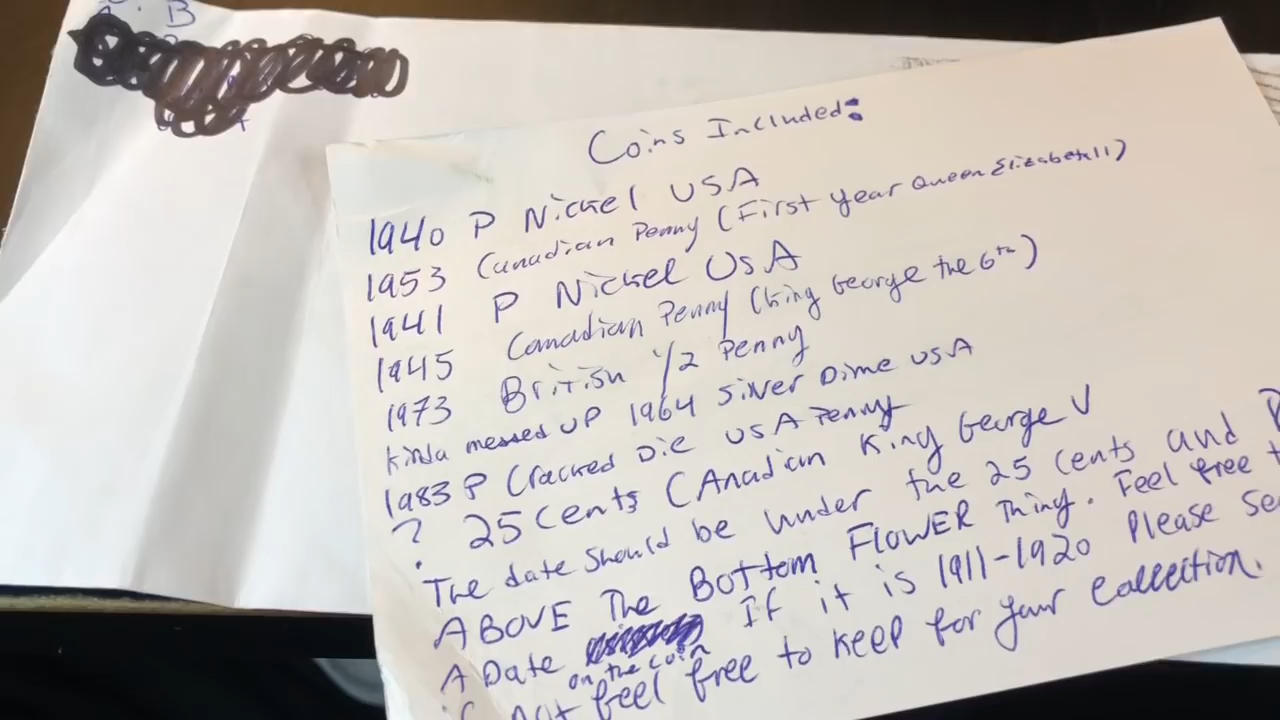 B
Coins Included:
1940 P Nickel USA
1953 Canadian Penny (First year Queen Elizabeth II)
1941 P Nickel USA
1945 Canadian Penny (King George the 6th)
1973 British 1/2 Penny
Kinda messed up 1964 Silver Dime USA
1983 P Cracked Die USA Penny
? 25 cents CANadian King George V
The date should be under the 25 cents and
ABOVE The Bottom FLOWER Thing. Feel free
A Date on the coin If it is 1911-1920 Please
not feel free to keep for your collection.